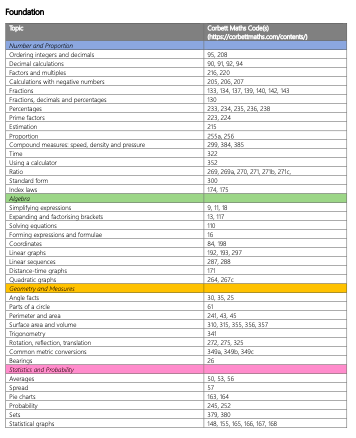 Foundation
Topic Corbett Maths Code(s)
(https://corbettmaths.com/contents/)
Number and Proportion
Ordering integers and decimals 95, 208
Decimal calculations 90, 91, 92, 94
Factors and multiples 216, 220
Calculations with negative numbers 205, 206, 207
Fractions 133, 134, 137, 139, 140, 142, 143
Fractions, decimals and percentages 130
Percentages 233, 234, 235, 236, 238
Prime factors 223, 224
Estimation 215
Proportion 255a, 256
Compound measures: speed, density and pressure 299, 384, 385
Time 322
Using a calculator 352
Ratio 269, 269a, 270, 271, 271b, 271c,
Standard form 300
Index laws 174, 175
Algebra
Simplifying expressions 9, 11, 18
Expanding and factorising brackets 13, 117
Solving equations 110
Forming expressions and formulae 16
Coordinates 84, 198
Linear graphs 192, 193, 297
Linear sequences 287, 288
Distance-time graphs 171
Quadratic graphs 264, 267c
Geometry and Measures
Angle facts 30, 35, 25
Parts of a circle 61
Perimeter and area 241, 43, 45
Surface area and volume 310, 315, 355, 356, 357
Trigonometry 341
Rotation, reflection, translation 272, 275, 325
Common metric conversions 349a, 349b, 349c
Bearings 26
Statistics and Probability
Averages 50, 53, 56
Spread 57
Pie charts 163, 164
Probability 245, 252
Sets 379, 380
Statistical graphs 148, 155, 165, 166, 167, 168